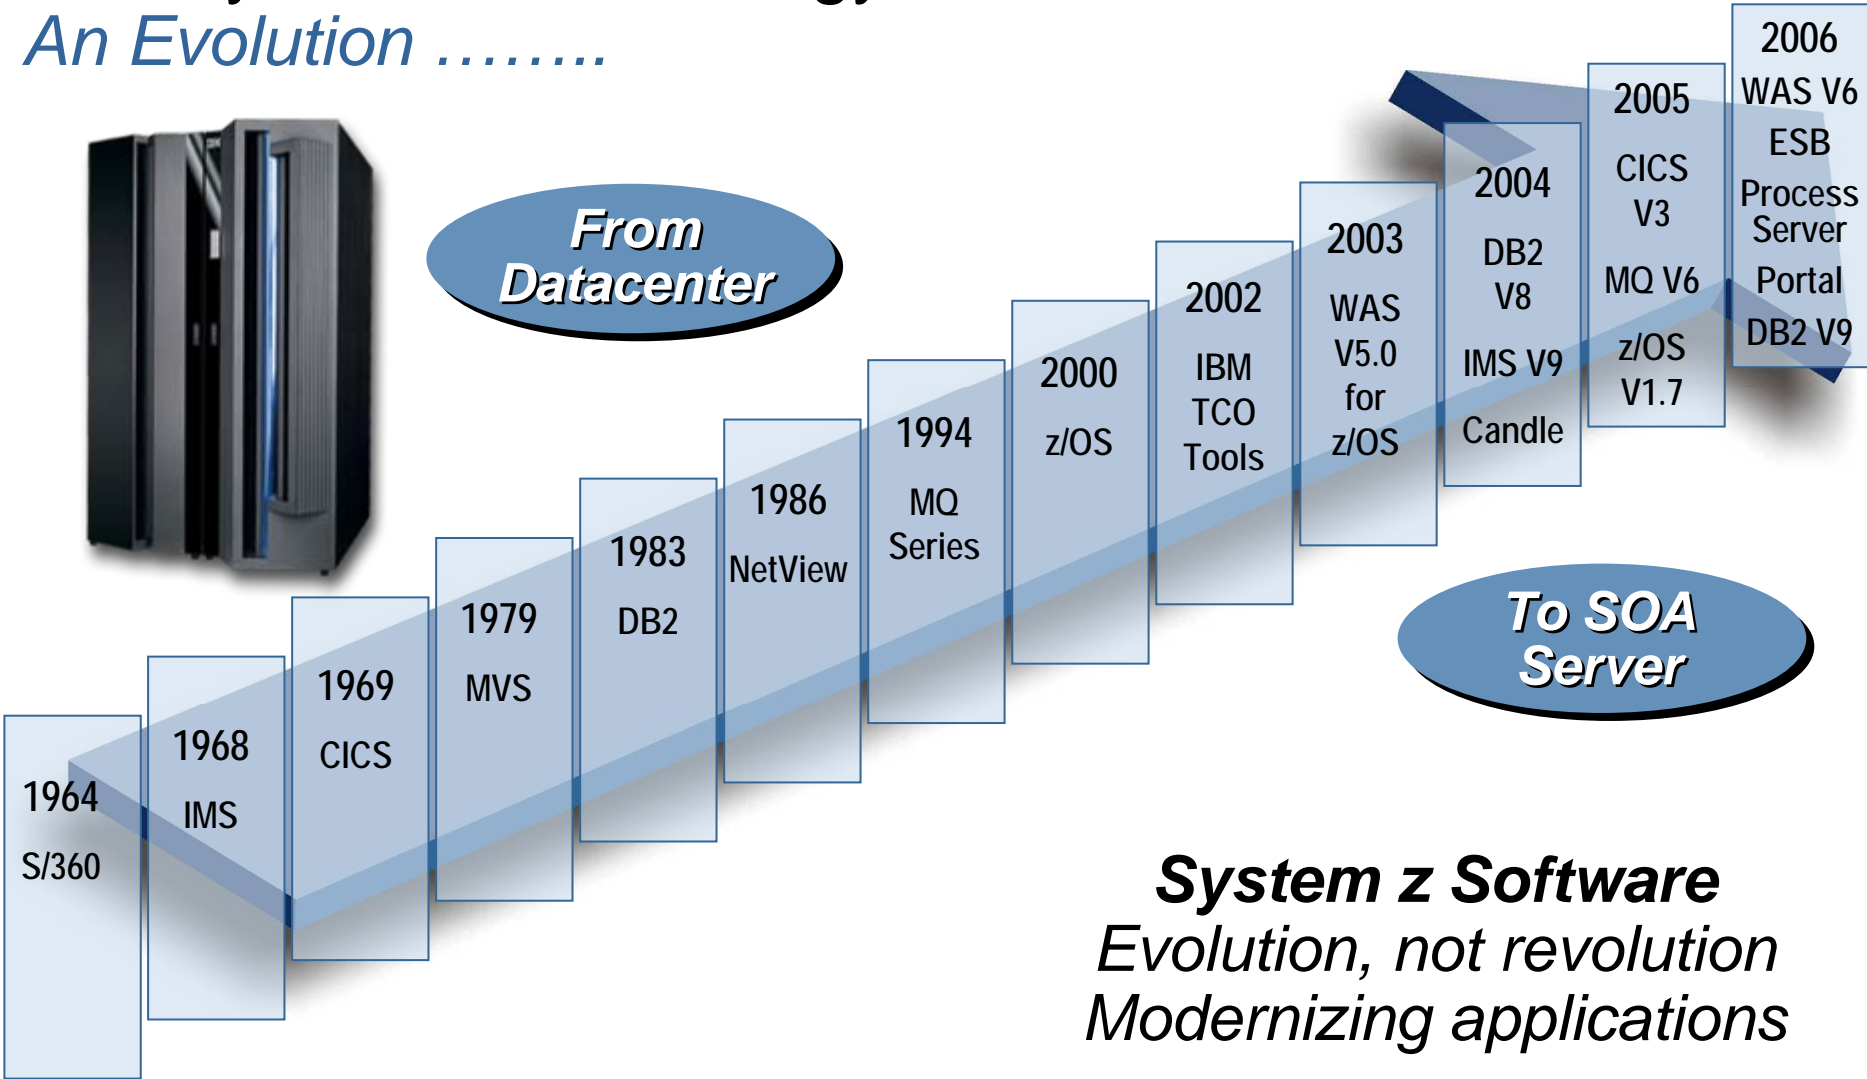 An Evolution ........
From
Datacenter
1964
S/360
1968
IMS
1969
CICS
1979
MVS
1983
DB2
1986
NetView
1994
MQ
Series
2000
z/OS
2002
IBM
TCO
Tools
2003
WAS
V5.0
for
z/OS
2004
DB2
V8
IMS V9
Candle
2005
CICS
V3
MQ V6
z/OS
V1.7
2006
WAS V6
ESB
Process
Server
Portal
DB2 V9
To SOA
Server
System z Software
Evolution, not revolution
Modernizing applications